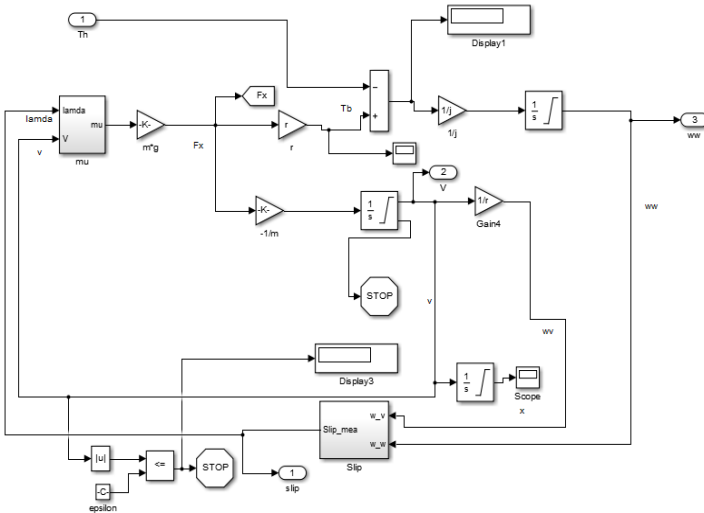 1
Th
Display1
Fx
lamda
lamda
mu
V
v
mu
-K-
m*g
Fx
r
r
Tb
−
+
1/j
1/j
1
s
3
ww
2
V
-K-
-1/m
1
s
1/r
Gain4
ww
STOP
v
wv
Display3
1
s
Scope
x
Slip_mea
w_v
w_w
Slip
|u|
<=
STOP
-C-
epsilon
1
slip